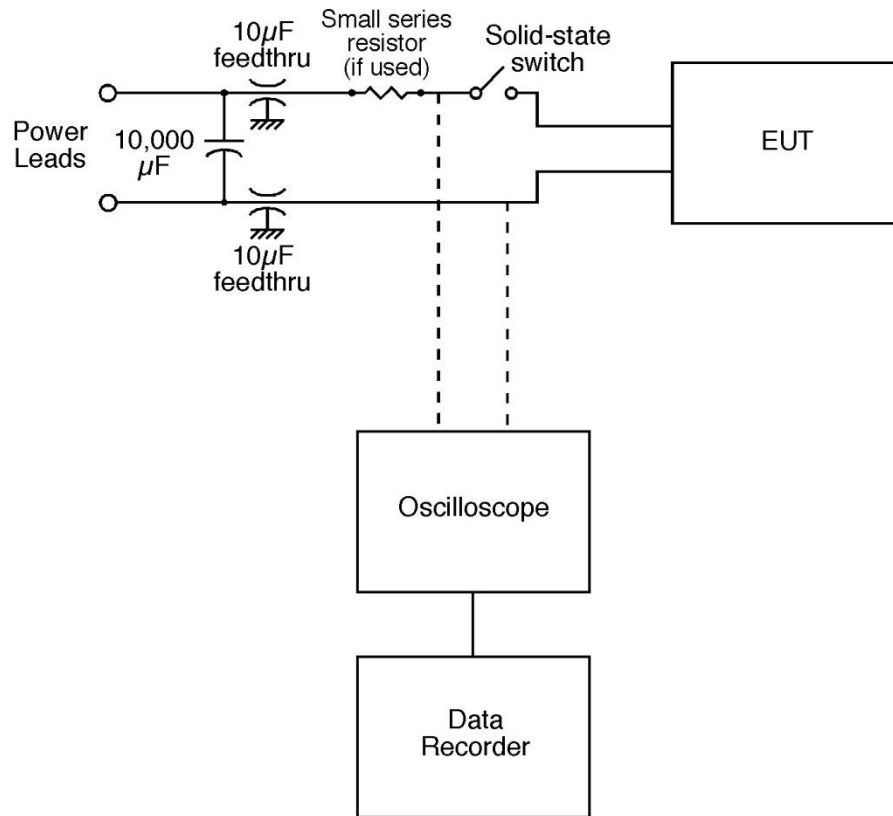 10µF
feedthru
Small series
resistor
(if used)
Solid-state
switch
Power
Leads
10,000
µF
EUT
10µF
feedthru
Oscilloscope
Data
Recorder